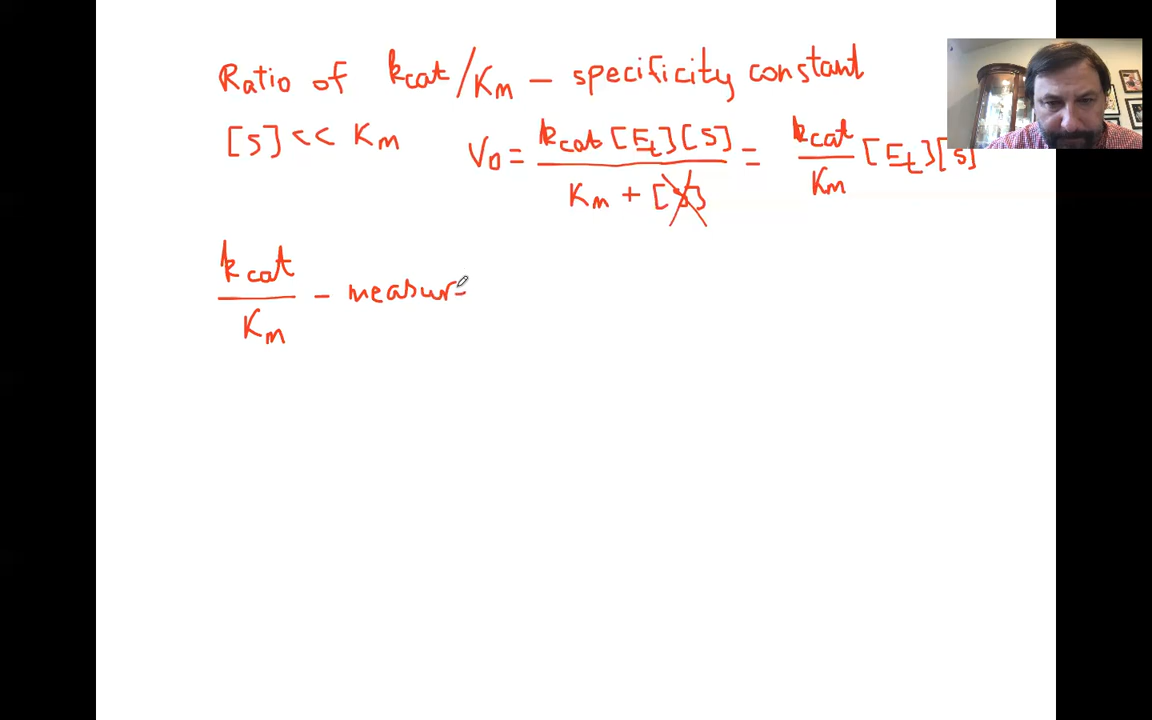 Ratio of kcat/Km – specificity constant
[S] << Km V0 = kcat[Et][S] / Km + [S] = kcat/Km [Et][S]
kcat/Km – measur